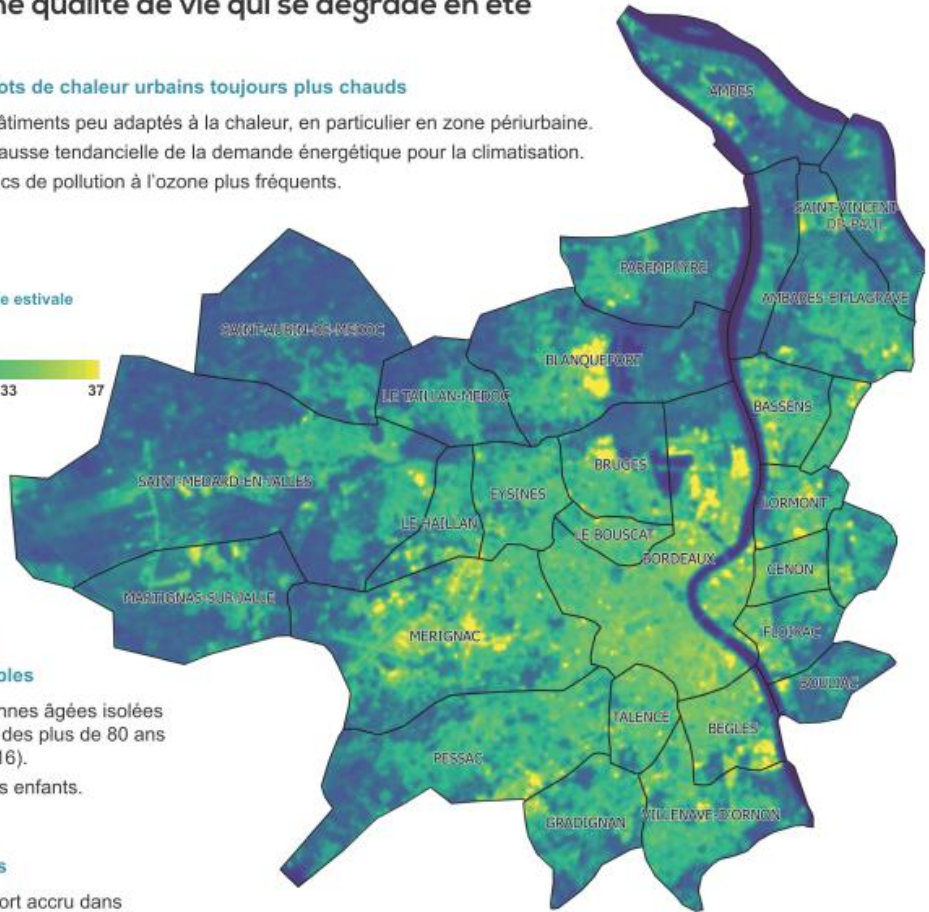 ne qualité de vie qui se dégrade en été
ots de chaleur urbains toujours plus chauds
âtiments peu adaptés à la chaleur, en particulier en zone périurbaine.
ausse tendancielle de la demande énergétique pour la climatisation.
cs de pollution à l'ozone plus fréquents.
e estivale
33 37
AMBES
SAINT-VINCENT
DE-PAUL
PAREMPUYRE
AMBARES-ET-LAGRAVE
SAINT-AUBIN-DE-MEDOC
BLANQUEFORT
LE TAILLAN-MEDOC
BASSENS
BRUGES
SAINT-MEDARD-EN-JALLES
EYSINES
LORMONT
LE HAILLAN
LE BOUSCAT
BORDEAUX
CENON
MARTIGNAS-SUR-JALLE
MERIGNAC
FLOIRAC
BOULIAC
TALENCE
BEGLES
PESSAC
GRADIGNAN
VILLENAVE-D'ORNON
bles
nnes âgées isolées
des plus de 80 ans
16).
s enfants.
s
ort accru dans